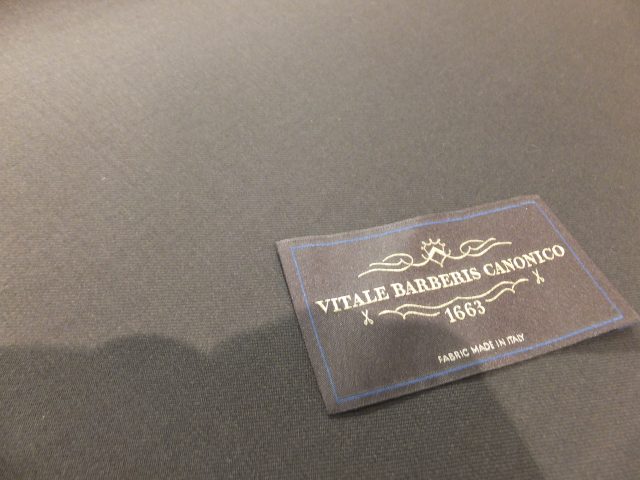 VITALE BARBERIS CANONICO
1663
FABRIC MADE IN ITALY